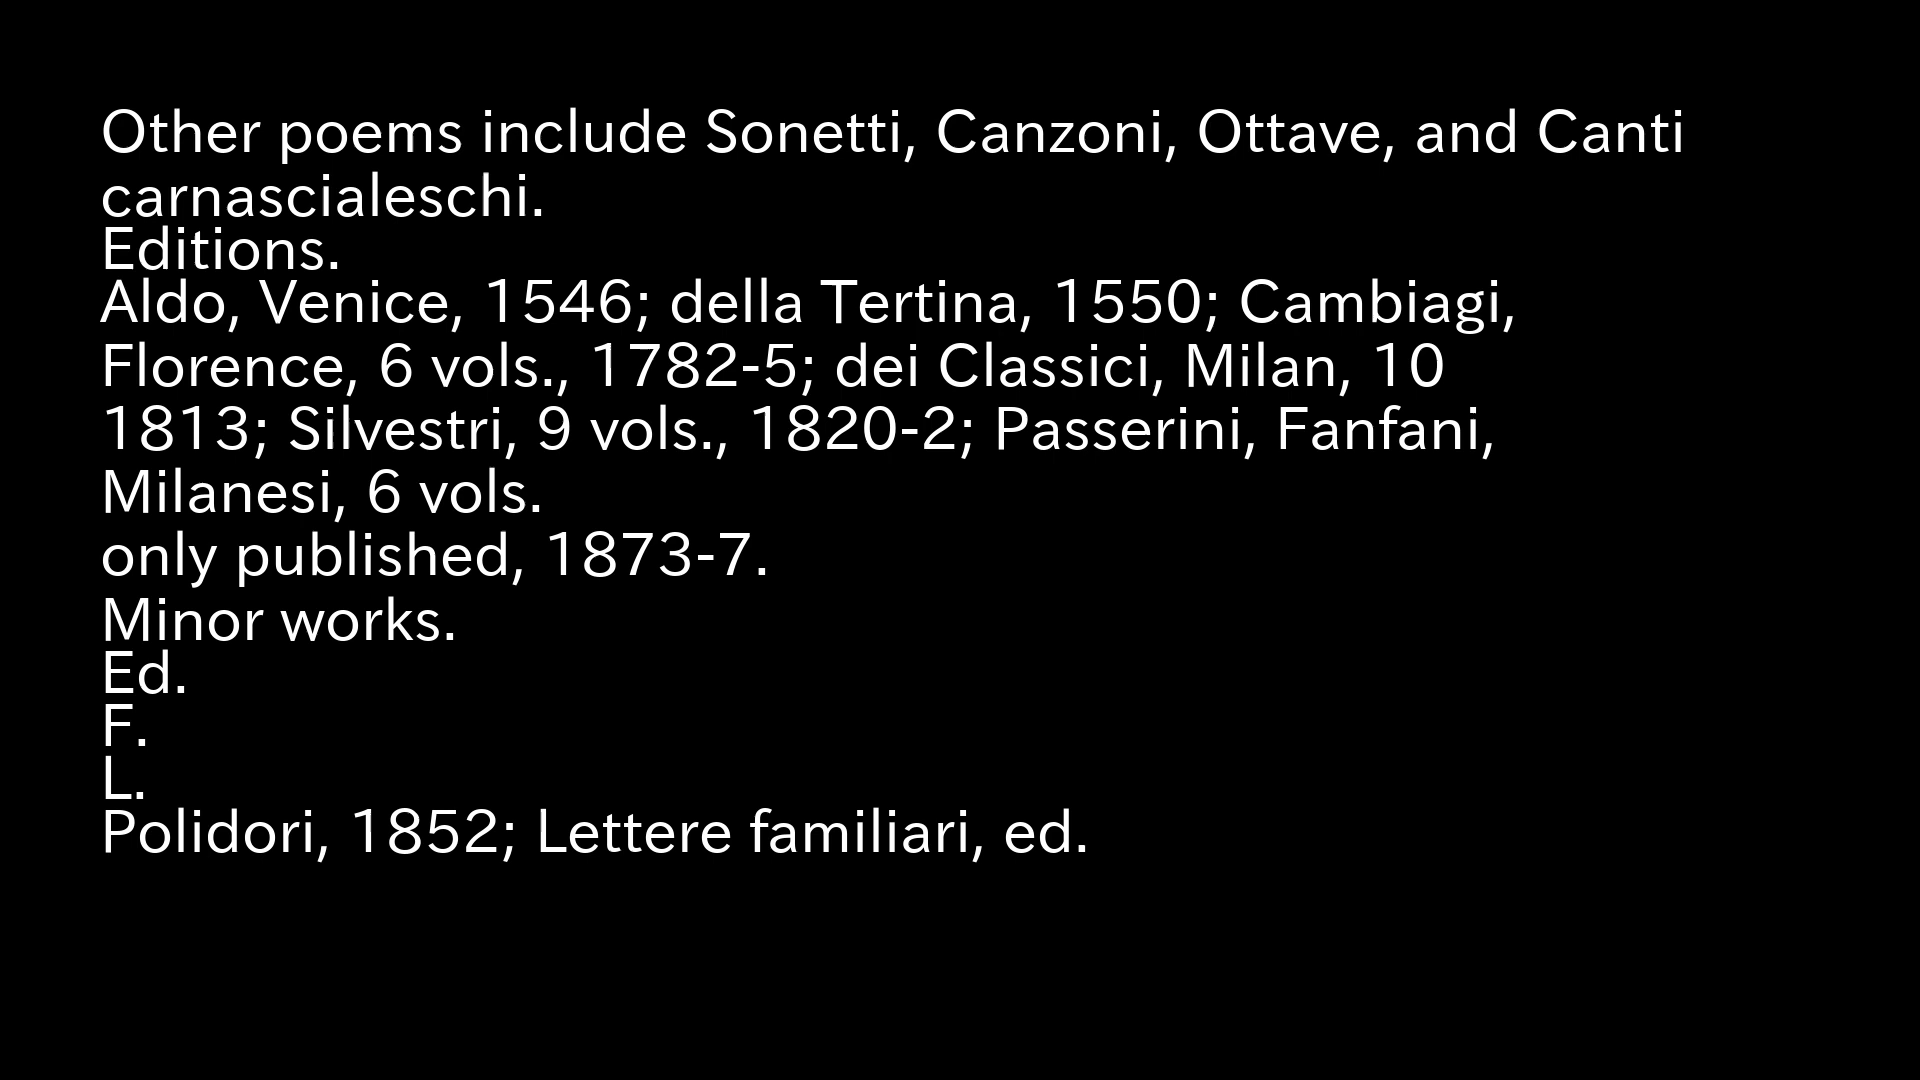 Other poems include Sonetti, Canzoni, Ottave, and Canti
carnascialeschi.
Editions.
Aldo, Venice, 1546; della Tertina, 1550; Cambiagi,
Florence, 6 vols., 1782-5; dei Classici, Milan, 10
1813; Silvestri, 9 vols., 1820-2; Passerini, Fanfani,
Milanesi, 6 vols.
only published, 1873-7.
Minor works.
Ed.
F.
L.
Polidori, 1852; Lettere familiari, ed.